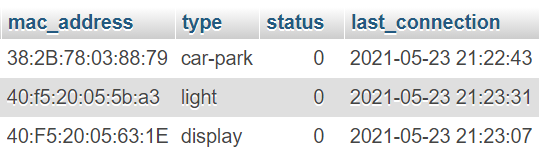 mac_address type status last_connection
38:2B:78:03:88:79 car-park 0 2021-05-23 21:22:43
40:f5:20:05:5b:a3 light 0 2021-05-23 21:23:31
40:F5:20:05:63:1E display 0 2021-05-23 21:23:07